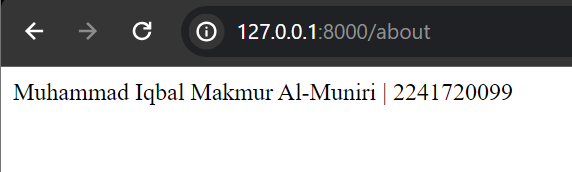 127.0.0.1:8000/about
Muhammad Iqbal Makmur Al-Muniri | 2241720099